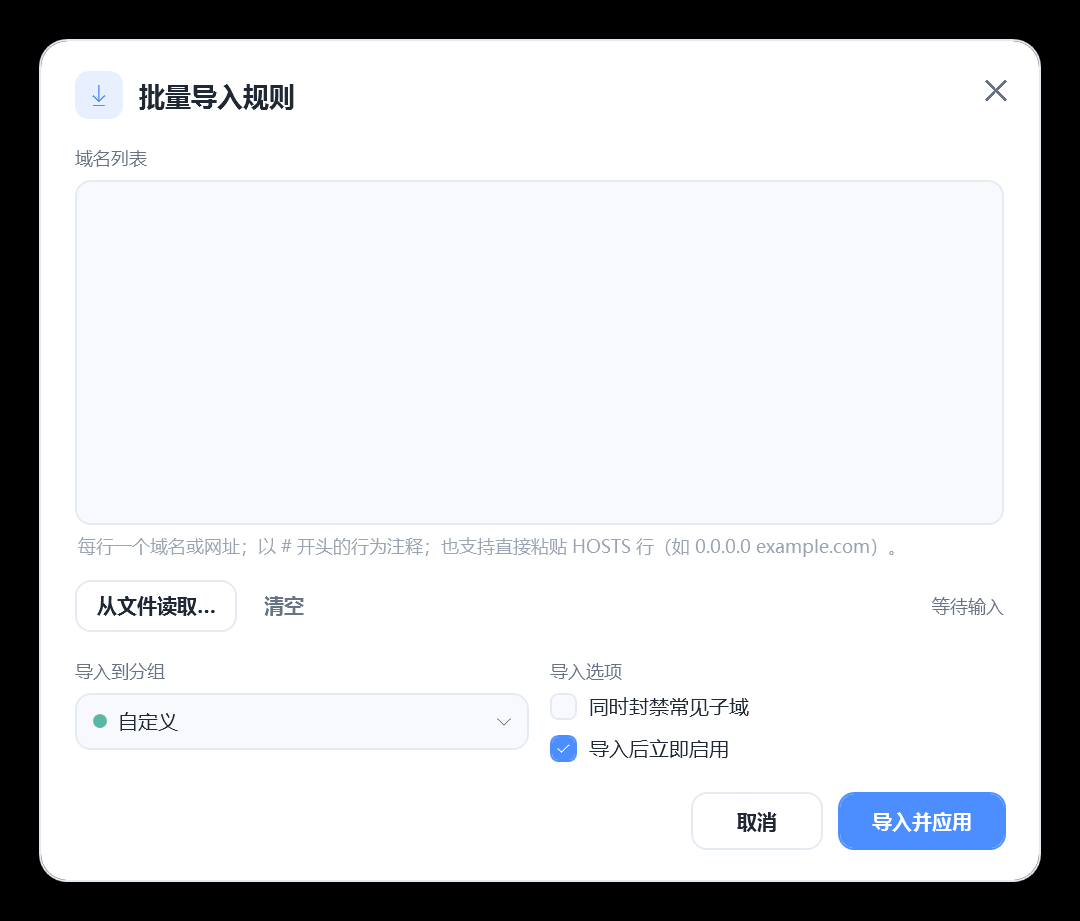 批量导入规则
域名列表
每行一个域名或网址；以 # 开头的行为注释；也支持直接粘贴 HOSTS 行（如 0.0.0.0 example.com）。
从文件读取... 清空 等待输入
导入到分组 导入选项
自定义 同时封禁常见子域
导入后立即启用
取消 导入并应用